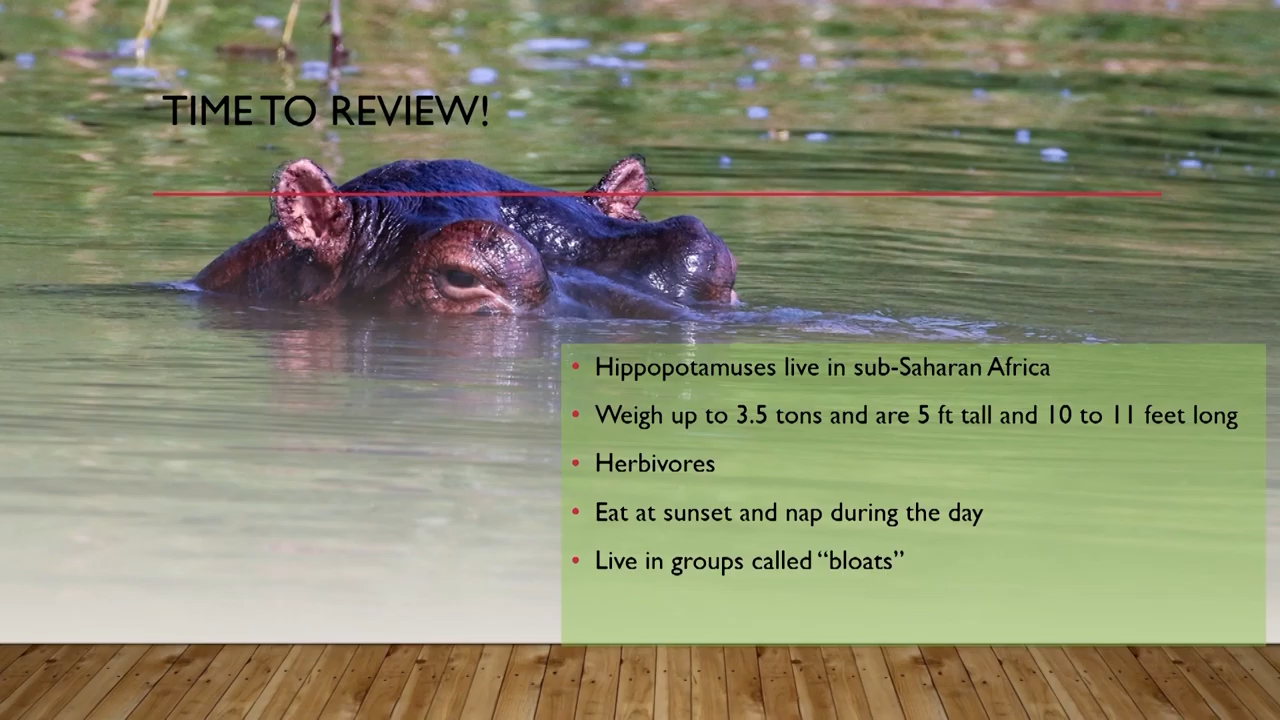 TIME TO REVIEW!
• Hippopotamuses live in sub-Saharan Africa
• Weigh up to 3.5 tons and are 5 ft tall and 10 to 11 feet long
• Herbivores
• Eat at sunset and nap during the day
• Live in groups called “bloats”